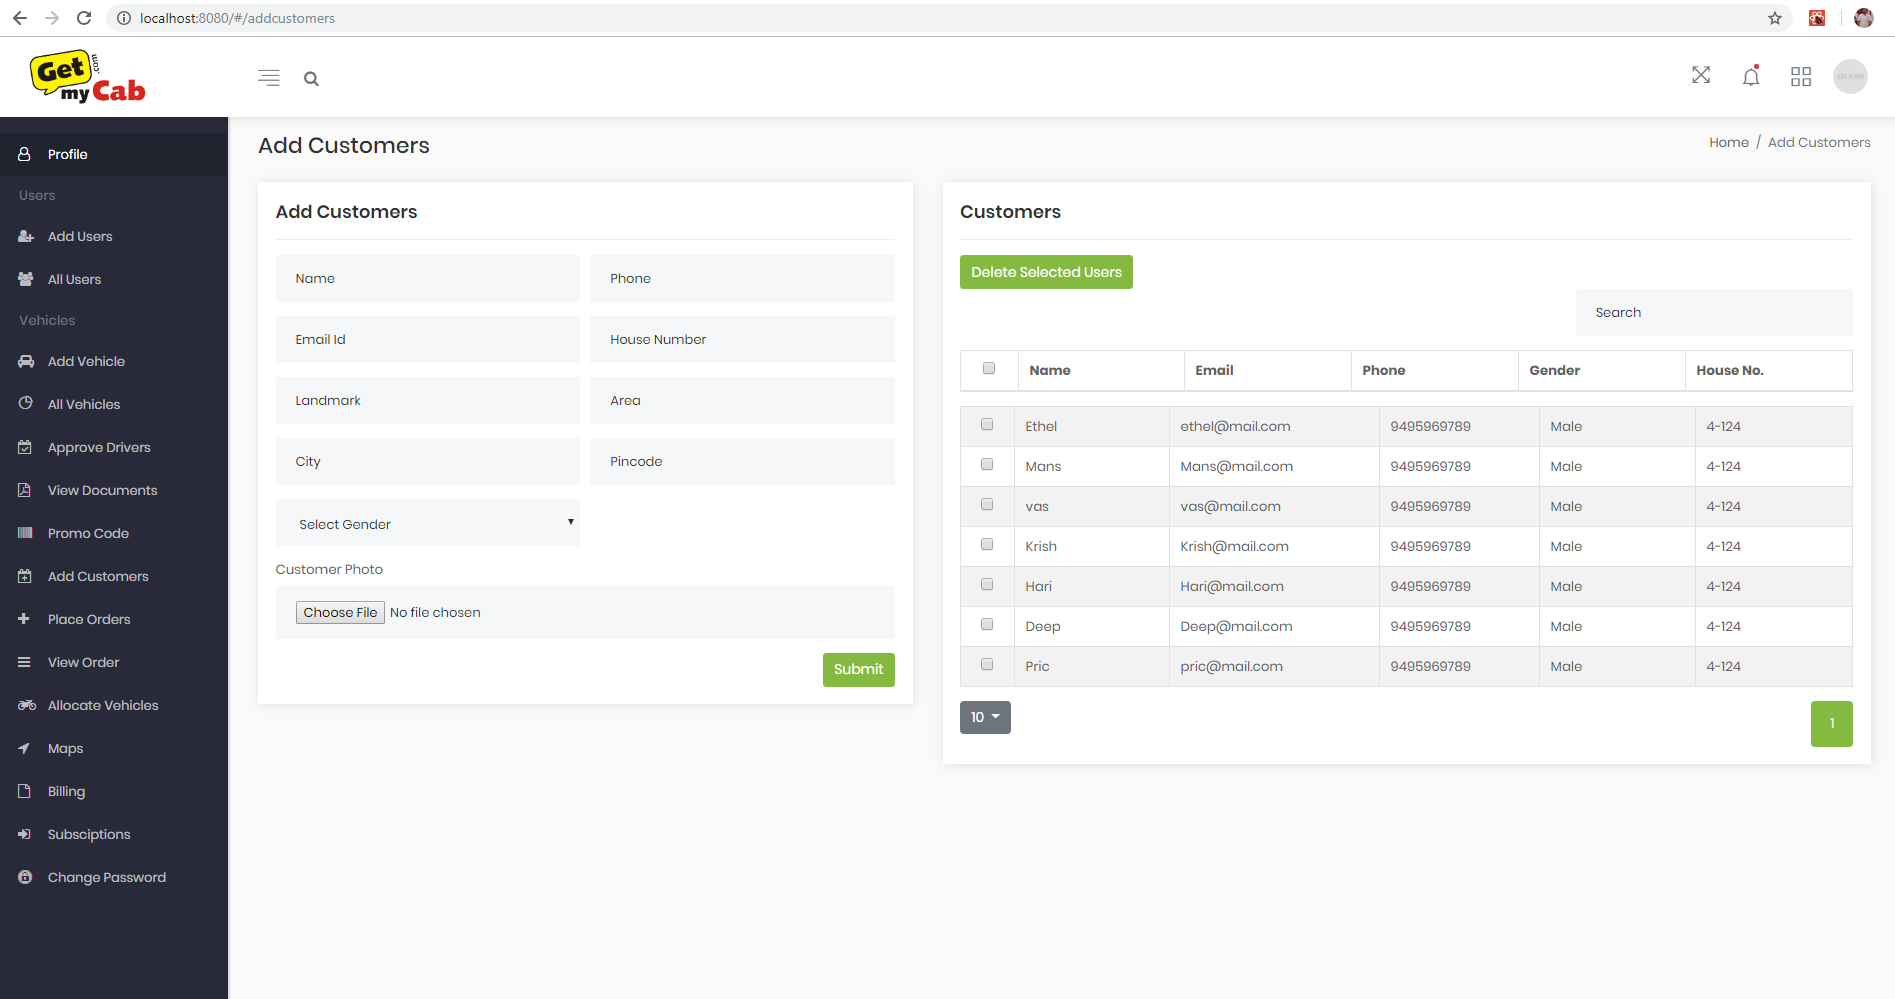 localhost:8080/#/addcustomers
Get
.com
my Cab
Profile
Users
Add Users
All Users
Vehicles
Add Vehicle
All Vehicles
Approve Drivers
View Documents
Promo Code
Add Customers
Place Orders
View Order
Allocate Vehicles
Maps
Billing
Subsciptions
Change Password
Add Customers
Home / Add Customers
Add Customers
Name Phone
Email Id House Number
Landmark Area
City Pincode
Select Gender
Customer Photo
Choose File No file chosen
Submit
Customers
Delete Selected Users
Search
Name Email Phone Gender House No.
Ethel ethel@mail.com 9495969789 Male 4-124
Mans Mans@mail.com 9495969789 Male 4-124
vas vas@mail.com 9495969789 Male 4-124
Krish Krish@mail.com 9495969789 Male 4-124
Hari Hari@mail.com 9495969789 Male 4-124
Deep Deep@mail.com 9495969789 Male 4-124
Pric pric@mail.com 9495969789 Male 4-124
10 1